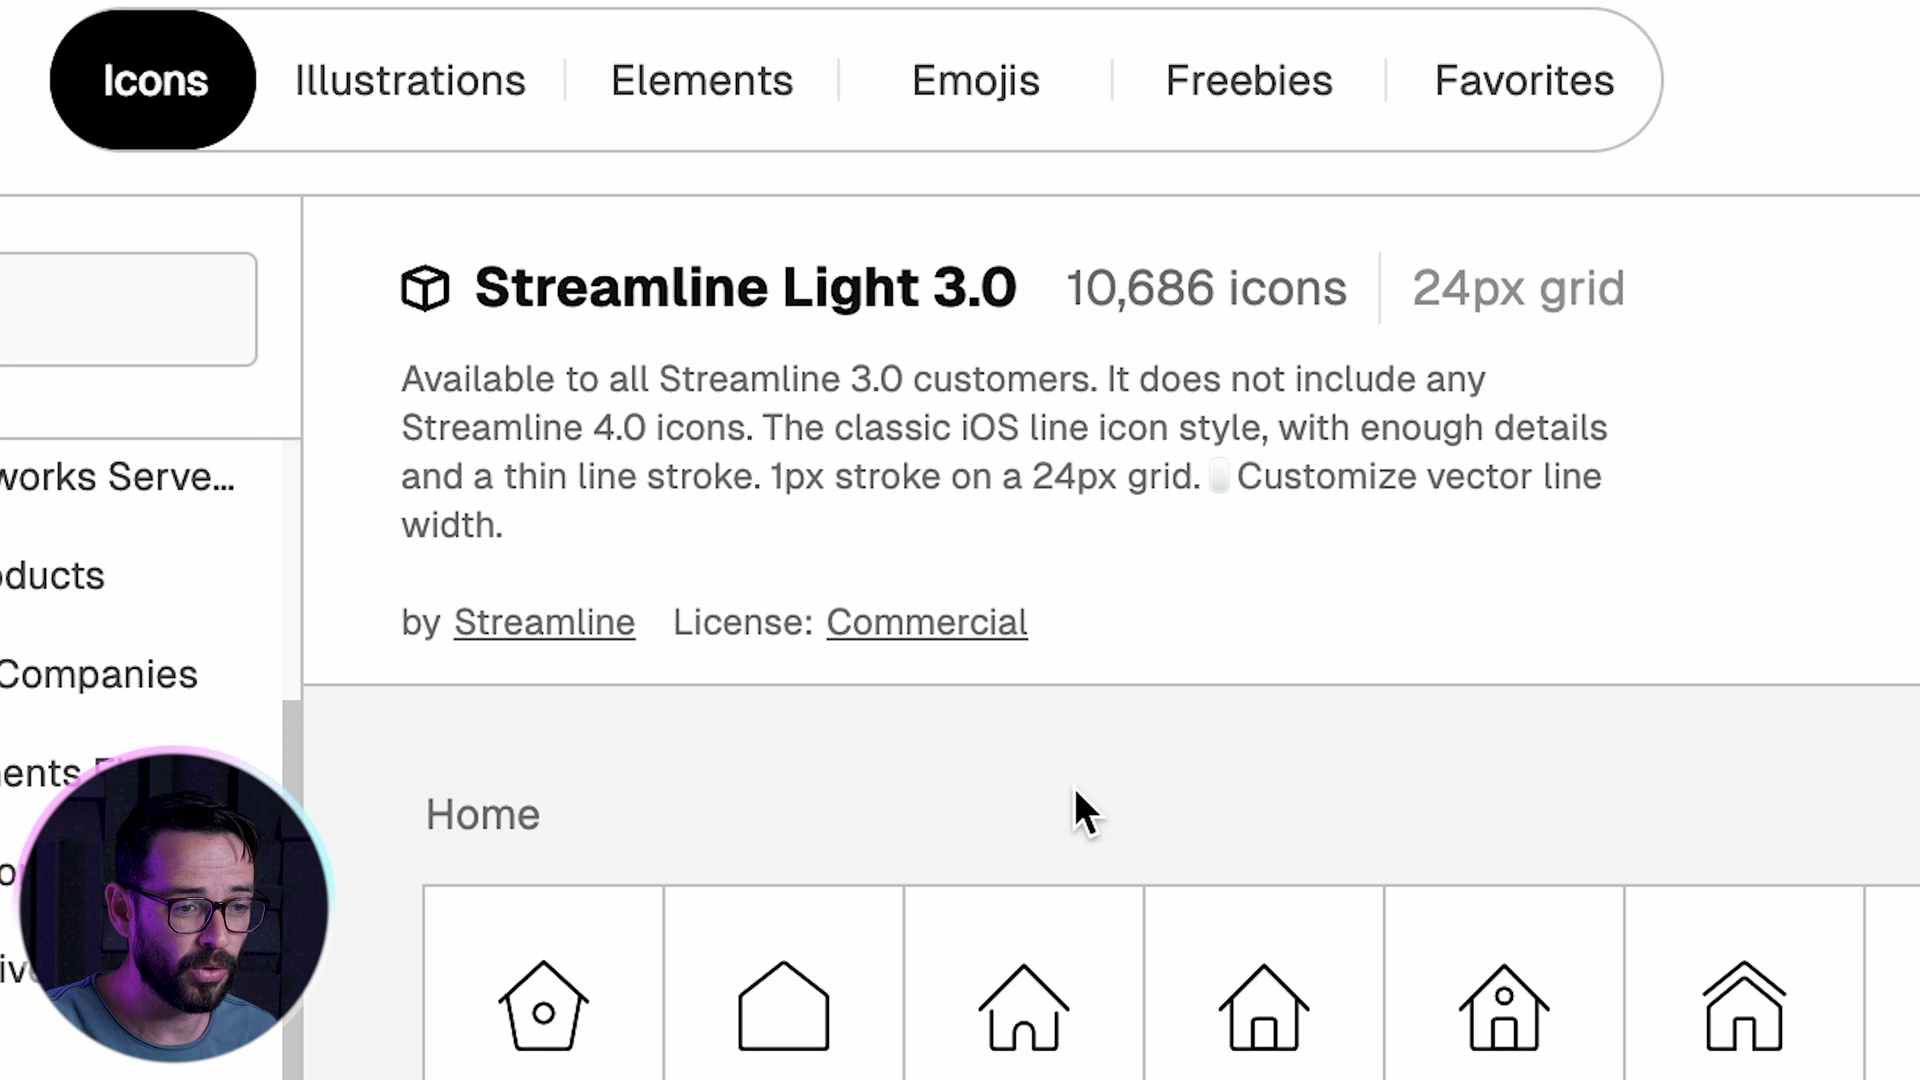 Icons Illustrations Elements Emojis Freebies Favorites
Streamline Light 3.0 10,686 icons 24px grid
Available to all Streamline 3.0 customers. It does not include any
Streamline 4.0 icons. The classic iOS line icon style, with enough details
and a thin line stroke. 1px stroke on a 24px grid. Customize vector line
width.
by Streamline License: Commercial
works Serve...
oducts
Companies
ents
Home